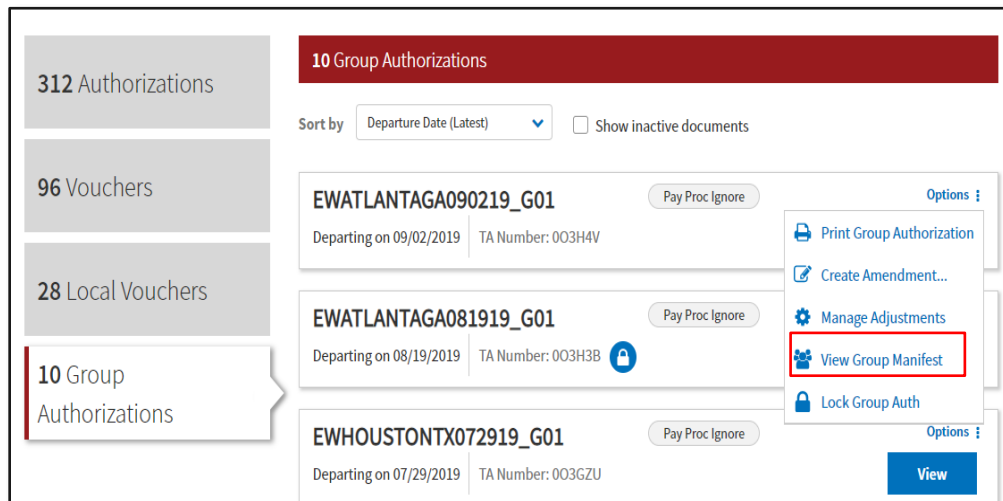 312 Authorizations
96 Vouchers
28 Local Vouchers
10 Group
Authorizations
10 Group Authorizations
Sort by Departure Date (Latest) Show inactive documents
EWATLANTAGA090219_G01 Pay Proc Ignore Options
Departing on 09/02/2019 TA Number: 0O3H4V
Print Group Authorization
Create Amendment...
Manage Adjustments
View Group Manifest
Lock Group Auth
EWATLANTAGA081919_G01 Pay Proc Ignore
Departing on 08/19/2019 TA Number: 0O3H3B
EWHOUSTONTX072919_G01 Pay Proc Ignore Options
Departing on 07/29/2019 TA Number: 0O3GZU
View